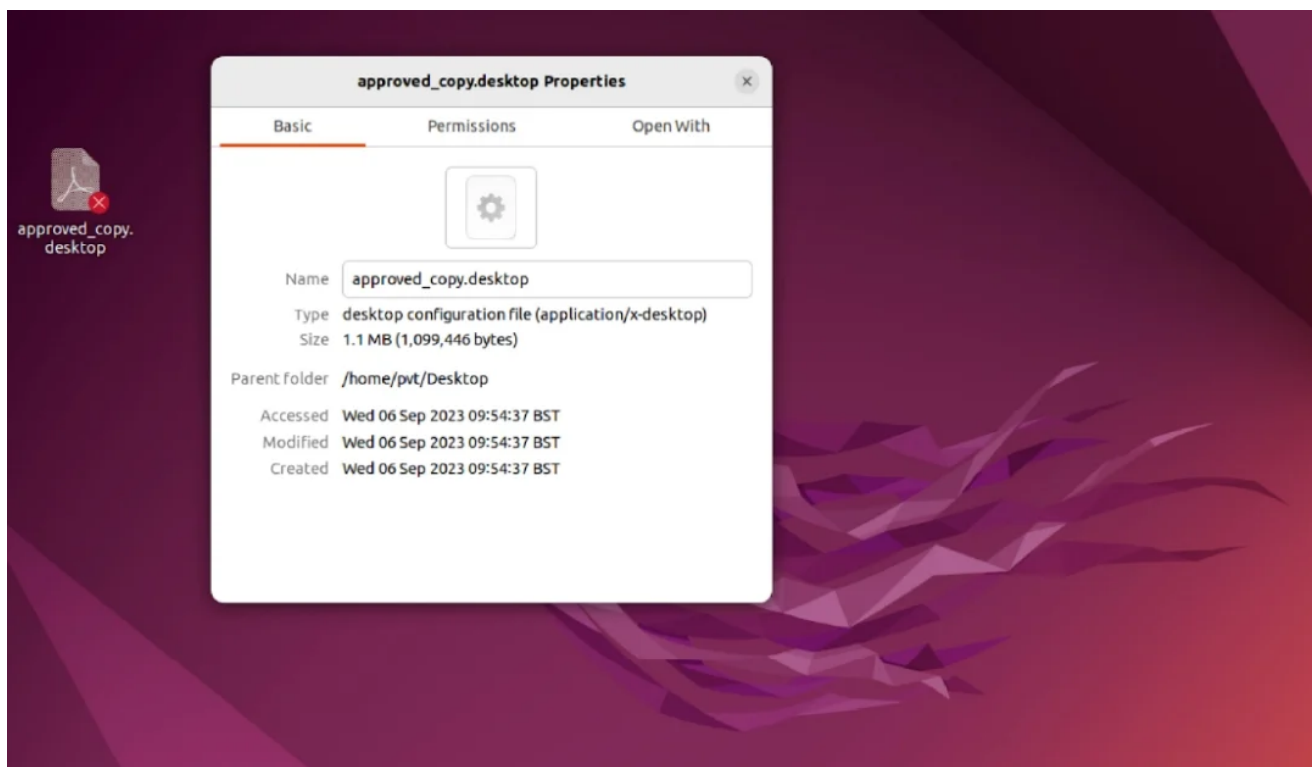 approved_copy.
desktop
approved_copy.desktop Properties
Basic Permissions Open With
Name approved_copy.desktop
Type desktop configuration file (application/x-desktop)
Size 1.1 MB (1,099,446 bytes)
Parent folder /home/pvt/Desktop
Accessed Wed 06 Sep 2023 09:54:37 BST
Modified Wed 06 Sep 2023 09:54:37 BST
Created Wed 06 Sep 2023 09:54:37 BST